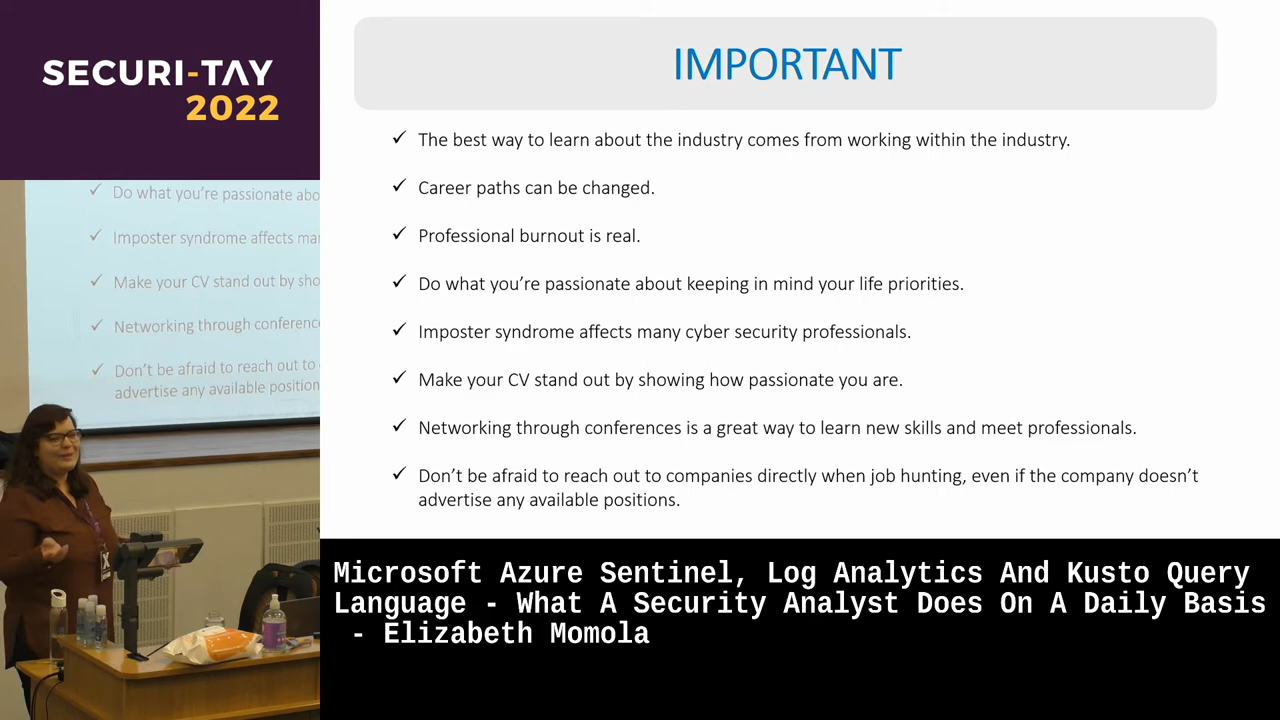 SECURI-TAY
2022
IMPORTANT
✓ The best way to learn about the industry comes from working within the industry.
✓ Career paths can be changed.
✓ Professional burnout is real.
✓ Do what you're passionate about keeping in mind your life priorities.
✓ Imposter syndrome affects many cyber security professionals.
✓ Make your CV stand out by showing how passionate you are.
✓ Networking through conferences is a great way to learn new skills and meet professionals.
✓ Don't be afraid to reach out to companies directly when job hunting, even if the company doesn't
advertise any available positions.
✓ Do what you're passionate abo
✓ Imposter syndrome affects ma
✓ Make your CV stand out by sho
✓ Networking through conference
✓ Don't be afraid to reach out to
advertise any available position
Microsoft Azure Sentinel, Log Analytics And Kusto Query
Language - What A Security Analyst Does On A Daily Basis
- Elizabeth Momola